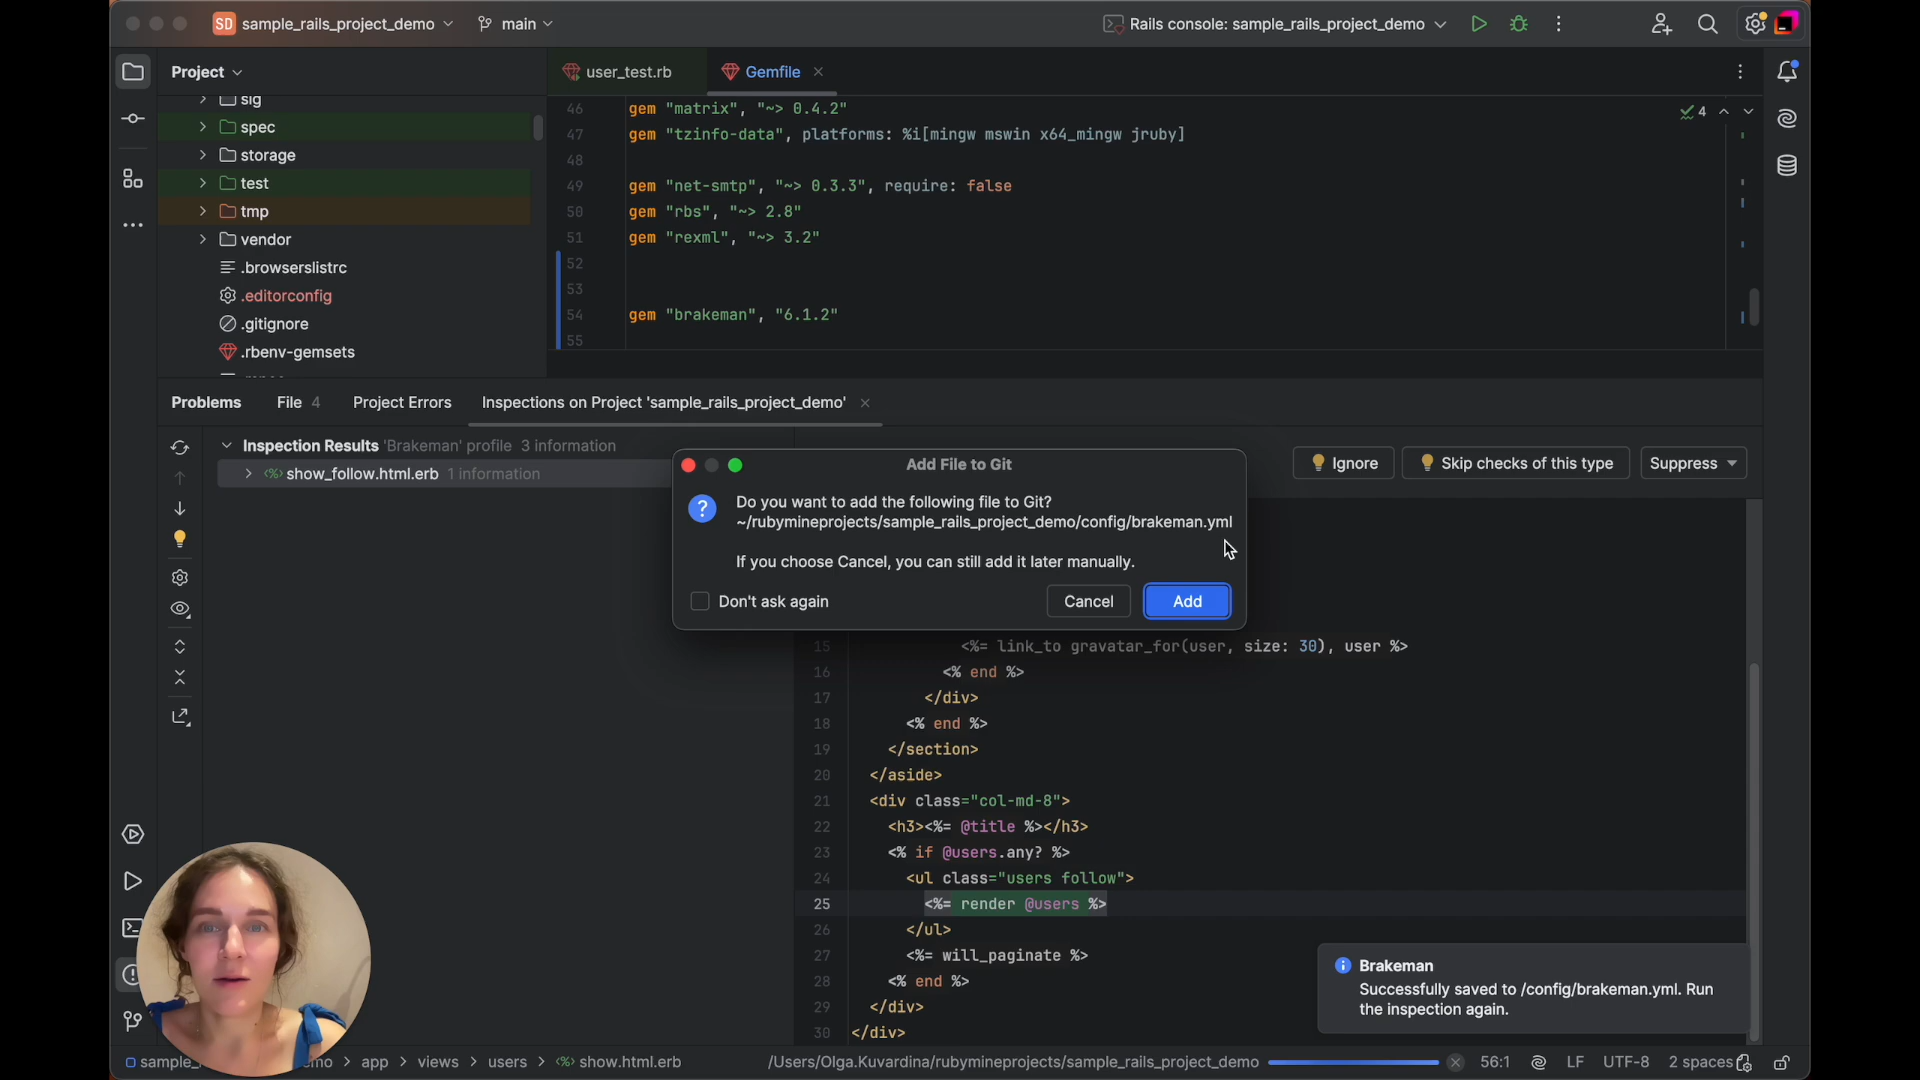 SD sample_rails_project_demo main Rails console: sample_rails_project_demo
Project
user_test.rb Gemfile
sig
spec
storage
test
tmp
vendor
.browserslistrc
.editorconfig
.gitignore
.rbenv-gemsets
46 gem "matrix", "~> 0.4.2"
47 gem "tzinfo-data", platforms: %i[mingw mswin x64_mingw jruby]
48
49 gem "net-smtp", "~> 0.3.3", require: false
50 gem "rbs", "~> 2.8"
51 gem "rexml", "~> 3.2"
52
53
54 gem "brakeman", "6.1.2"
55
4
Problems File 4 Project Errors Inspections on Project 'sample_rails_project_demo'
Inspection Results 'Brakeman' profile 3 information
show_follow.html.erb 1 information
Ignore Skip checks of this type Suppress
Add File to Git
Do you want to add the following file to Git?
~/rubymineprojects/sample_rails_project_demo/config/brakeman.yml
If you choose Cancel, you can still add it later manually.
Don't ask again Cancel Add
15 <%= link_to gravatar_for(user, size: 30), user %>
16 <% end %>
17 </div>
18 <% end %>
19 </section>
20 </aside>
21 <div class="col-md-8">
22 <h3><%= @title %></h3>
23 <% if @users.any? %>
24 <ul class="users follow">
25 <%= render @users %>
26 </ul>
27 <%= will_paginate %>
28 <% end %>
29 </div>
30 </div>
Brakeman
Successfully saved to /config/brakeman.yml. Run
the inspection again.
sample_ mo app views users show.html.erb /Users/Olga.Kuvardina/rubymineprojects/sample_rails_project_demo 56:1 LF UTF-8 2 spaces